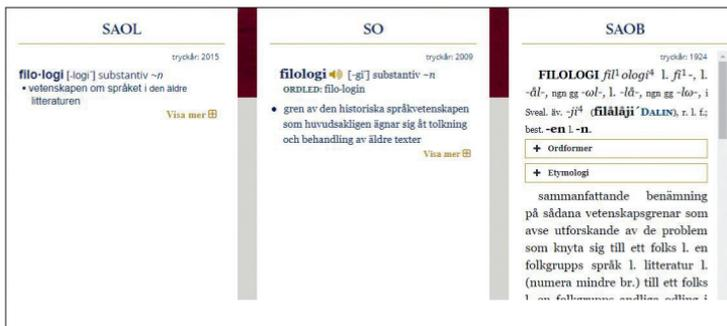 SAOL
tryckår: 2015
filo·logi [-logi´] substantiv ~n
• vetenskapen om språket i den äldre
litteraturen
Visa mer
SO
tryckår: 2009
filologi [-gi´] substantiv ~n
ORDLED: filo-login
• gren av den historiska språkvetenskapen
som huvudsakligen ägnar sig åt tolkning
och behandling av äldre texter
Visa mer
SAOB
tryckår: 1924
FILOLOGI fil¹ologi⁴ l. fi¹-, l.
-ål-, ngn gg -ωl-, l. -lå-, ngn gg -lω-, i
Sveal. äv. -ji⁴ (filålåji´ DALIN), r. l. f.;
best. -en l. -n.
+ Ordformer
+ Etymologi
sammanfattande benämning
på sådana vetenskapsgrenar som
avse utforskande av de problem
som knyta sig till ett folks l. en
folkgrupps språk l. litteratur l.
(numera mindre br.) till ett folks
l. en folkgrupps andliga odling i